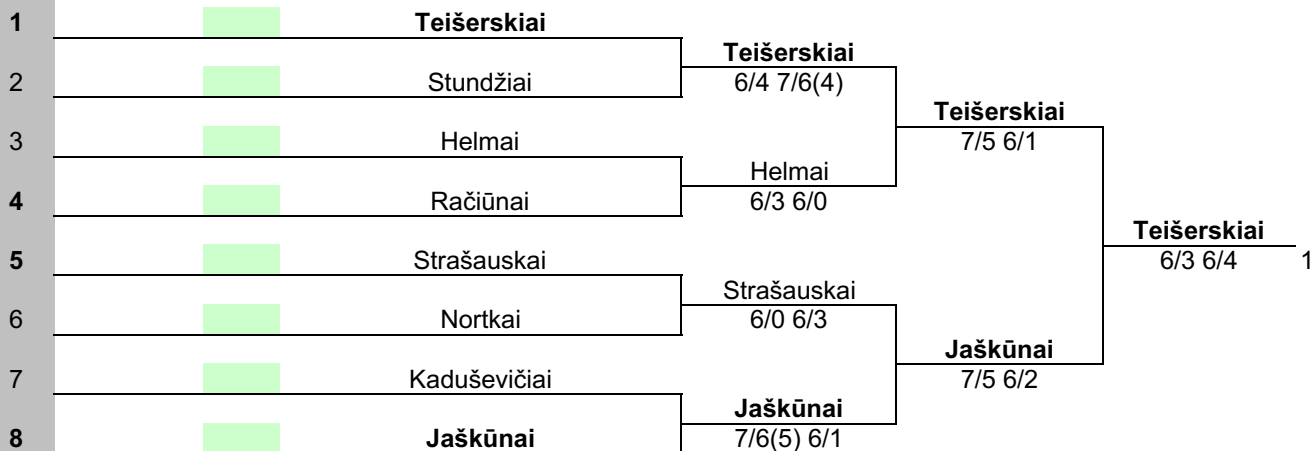 1 Teišerskiai
Teišerskiai
2 Stundžiai 6/4 7/6(4)
Teišerskiai
3 Helmai 7/5 6/1
Helmai
4 Račiūnai 6/3 6/0
Teišerskiai
5 Strašauskai 6/3 6/4 1
Strašauskai
6 Nortkai 6/0 6/3
Jaškūnai
7 Kaduševičiai 7/5 6/2
Jaškūnai
8 Jaškūnai 7/6(5) 6/1